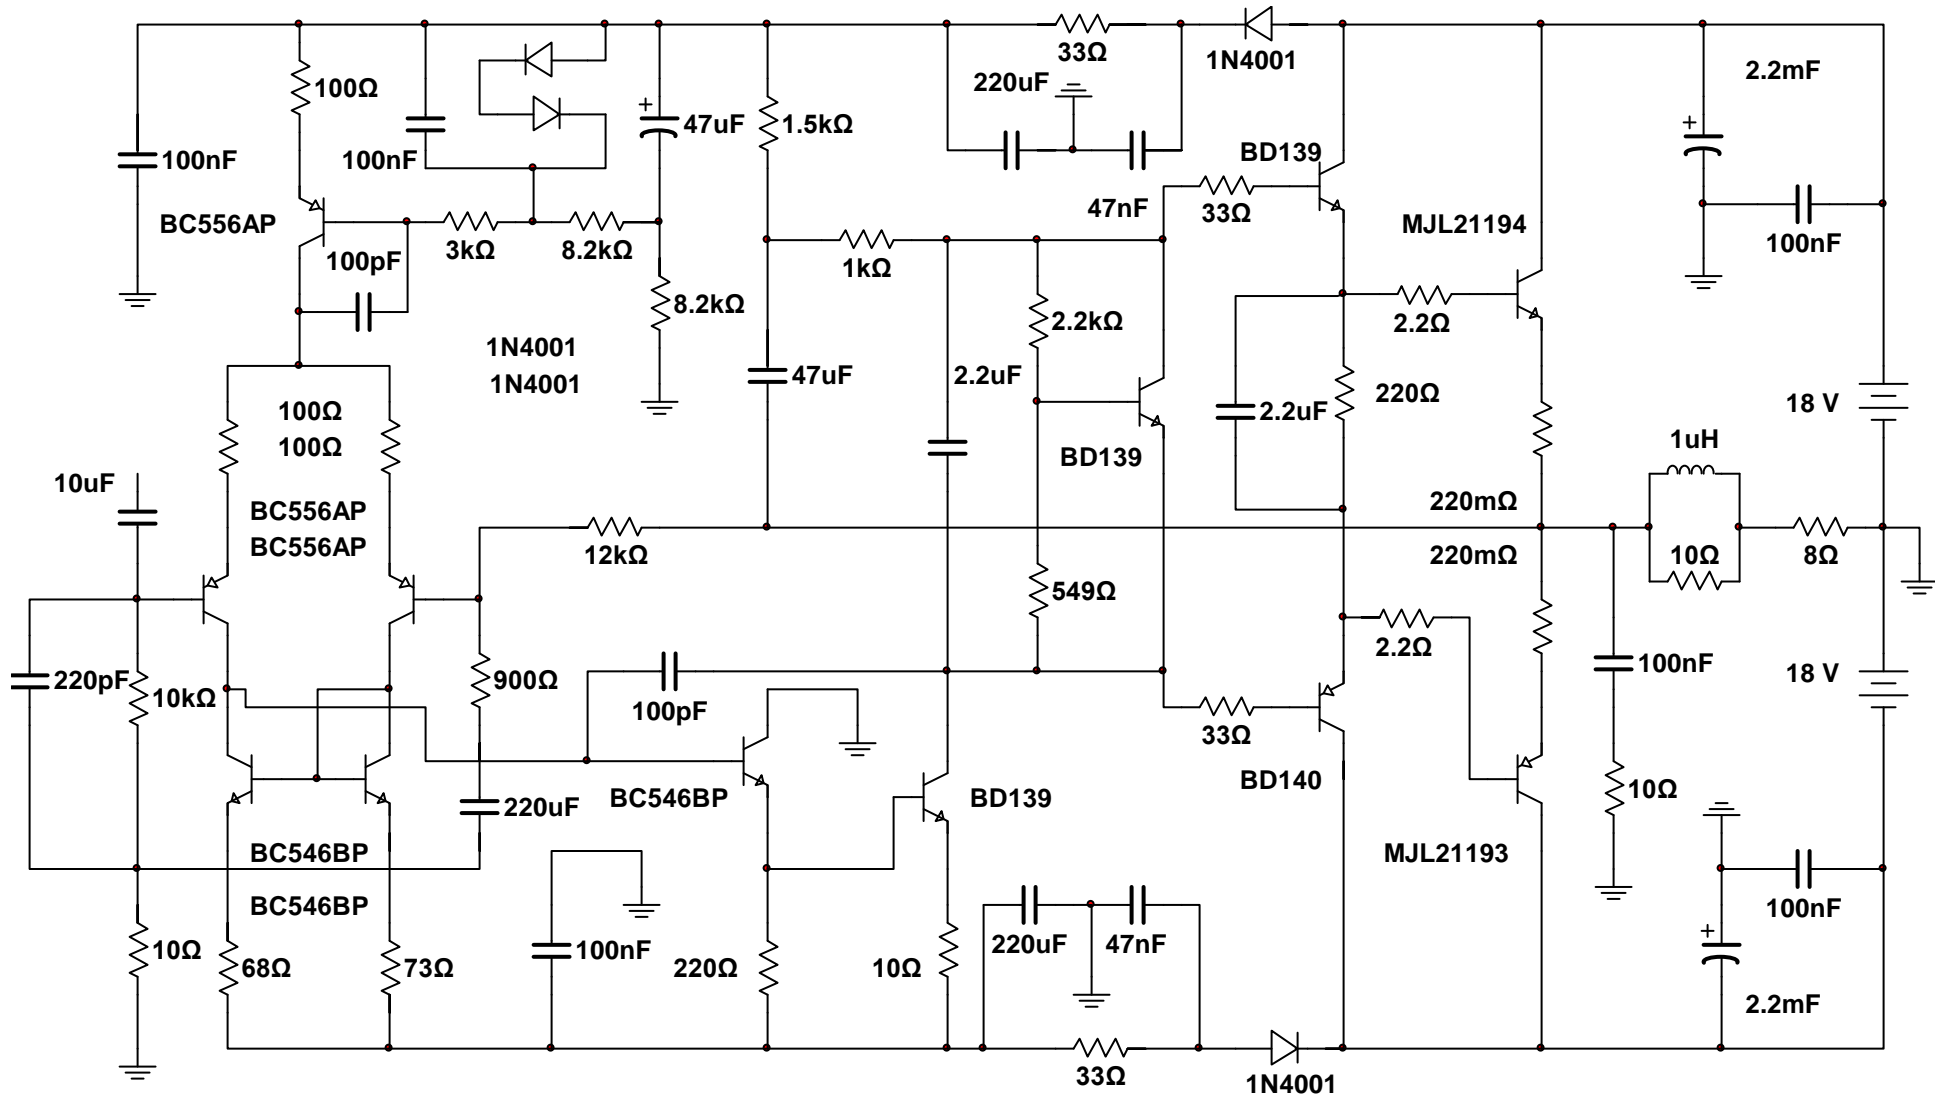 33Ω
1N4001
2.2mF
220uF
100Ω
47uF
1.5kΩ
+
+
100nF
100nF
BD139
47nF
33Ω
BC556AP
MJL21194
100nF
100pF
3kΩ
8.2kΩ
1kΩ
8.2kΩ
2.2kΩ
2.2Ω
1N4001
1N4001
47uF
2.2uF
220Ω
18 V
100Ω
100Ω
2.2uF
1uH
BD139
10uF
BC556AP
BC556AP
220mΩ
220mΩ
12kΩ
10Ω
8Ω
549Ω
2.2Ω
220pF
10kΩ
900Ω
100nF
18 V
100pF
33Ω
BD140
10Ω
220uF
BC546BP
BD139
BC546BP
MJL21193
BC546BP
100nF
+
10Ω
68Ω
73Ω
100nF
220Ω
10Ω
220uF
47nF
2.2mF
33Ω
1N4001